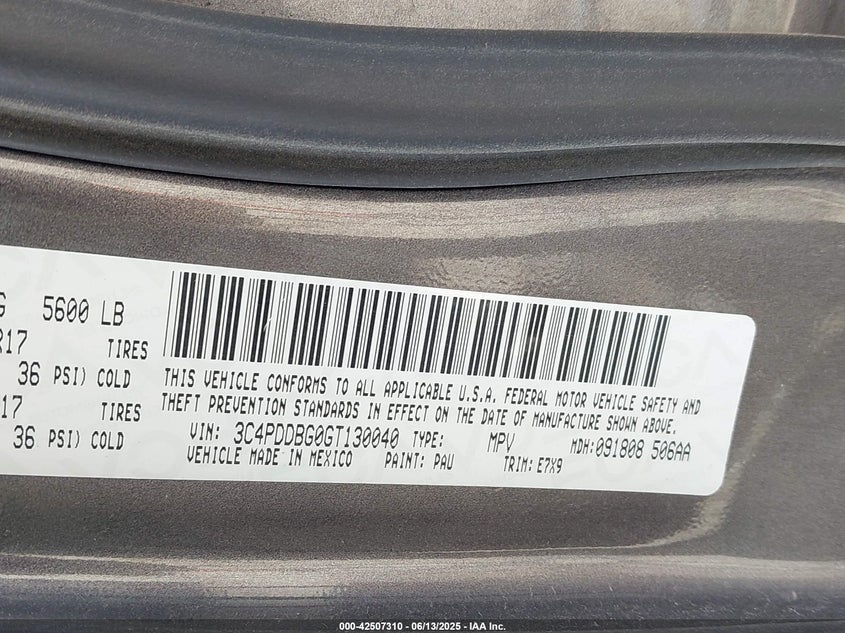 G 5600 LB
R17 TIRES
36 PSI) COLD
17 TIRES
36 PSI) COLD
THIS VEHICLE CONFORMS TO ALL APPLICABLE U.S.A. FEDERAL MOTOR VEHICLE SAFETY AND
THEFT PREVENTION STANDARDS IN EFFECT ON THE DATE OF MANUFACTURE SHOWN ABOVE.
VIN: 3C4PDDBG0GT130040 TYPE: MPV MDH:091808 506AA
VEHICLE MADE IN MEXICO PAINT: PAU TRIM: E7X9
000-42507310 - 06/13/2025 - IAA Inc.